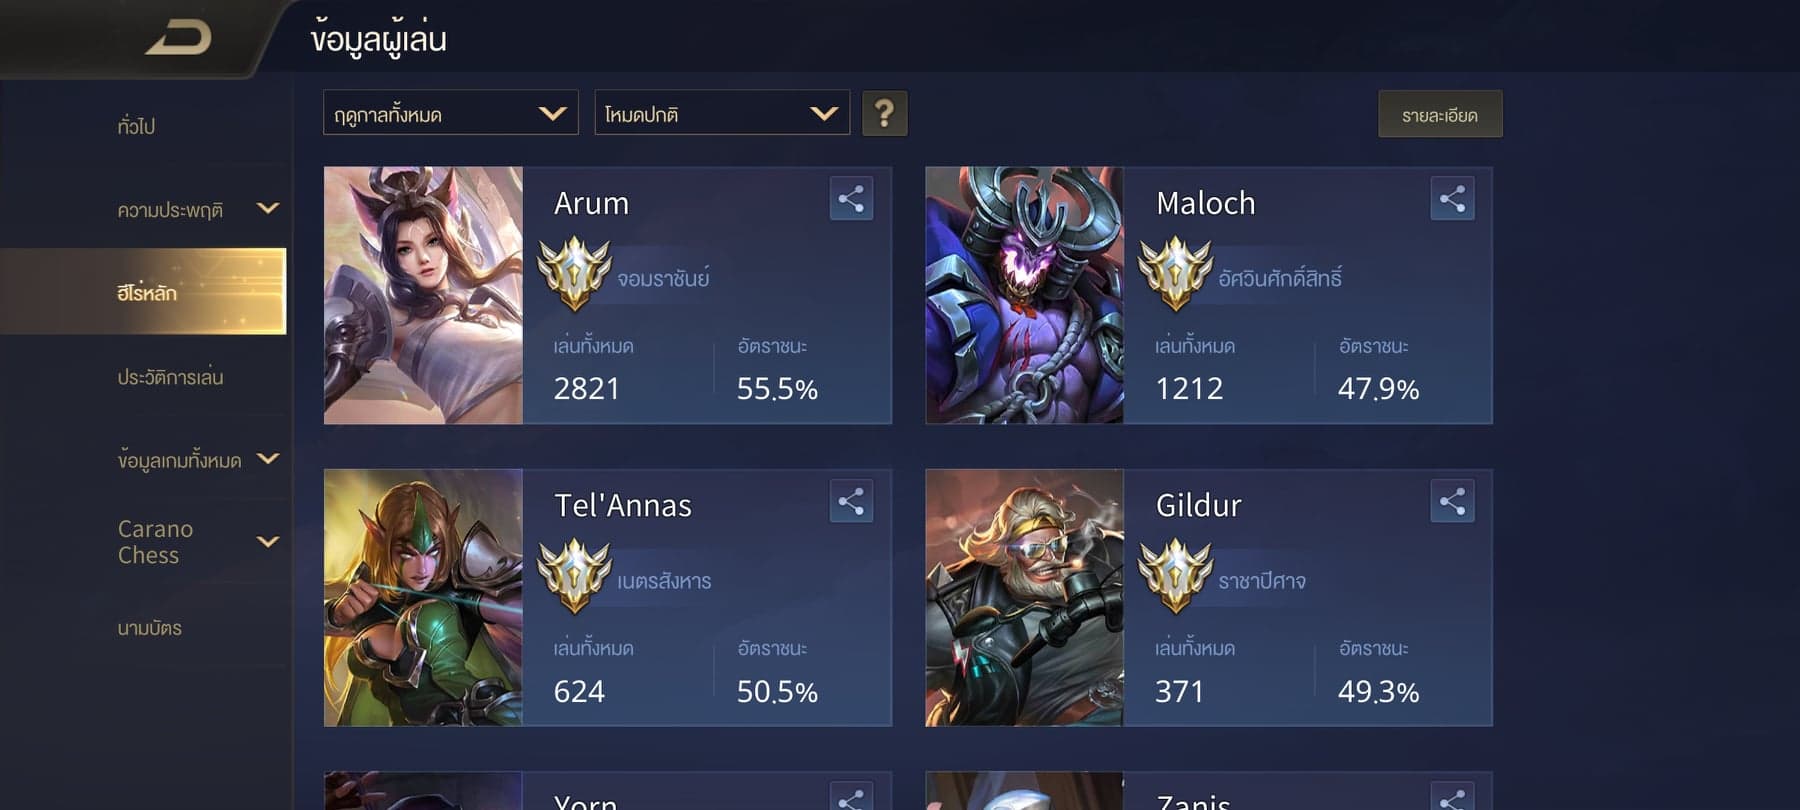 ข้อมูลผู้เล่น
ทั่วไป
ความประพฤติ
ฮีโร่หลัก
ประวัติการเล่น
ข้อมูลเกมทั้งหมด
Carano
Chess
นามบัตร
ฤดูกาลทั้งหมด
โหมดปกติ
?
รายละเอียด
Arum
จอมราชันย์
เล่นทั้งหมด อัตราชนะ
2821 55.5%
Maloch
อัศวินศักดิ์สิทธิ์
เล่นทั้งหมด อัตราชนะ
1212 47.9%
Tel'Annas
เนตรสังหาร
เล่นทั้งหมด อัตราชนะ
624 50.5%
Gildur
ราชาปีศาจ
เล่นทั้งหมด อัตราชนะ
371 49.3%
Yorn
Zanis